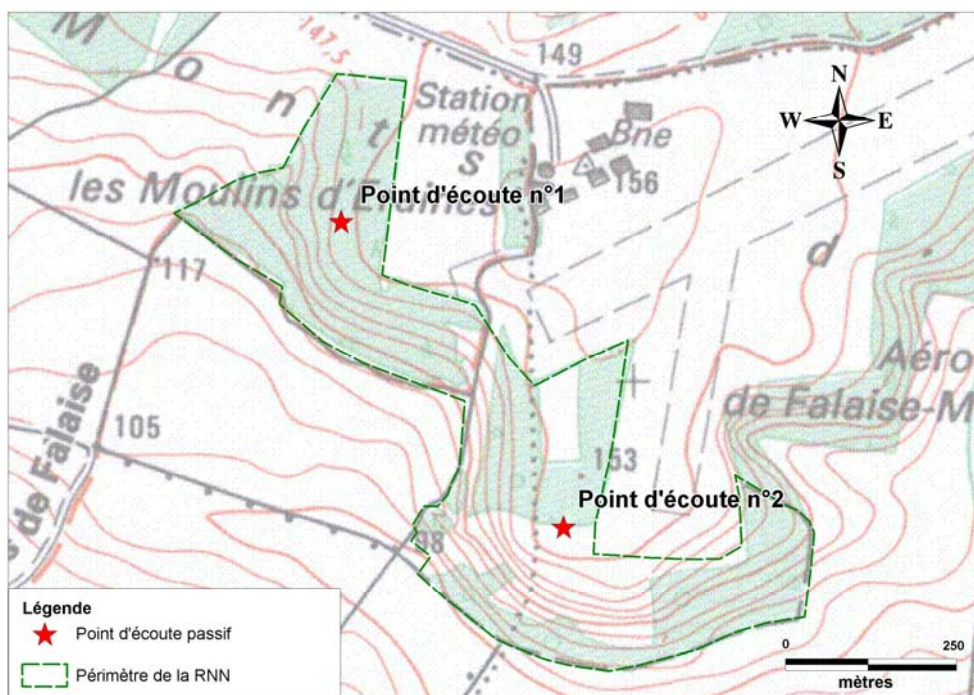 M
o
n
t
s
d'
147,5
149
N
W E
S
Station
météo
Bne
156
les Moulins d'Eraines
Point d'écoute n°1
117
Aéro
de Falaise-M
105
s de Falaise
153
Point d'écoute n°2
98
Légende
Point d'écoute passif
Périmètre de la RNN
0 250
mètres